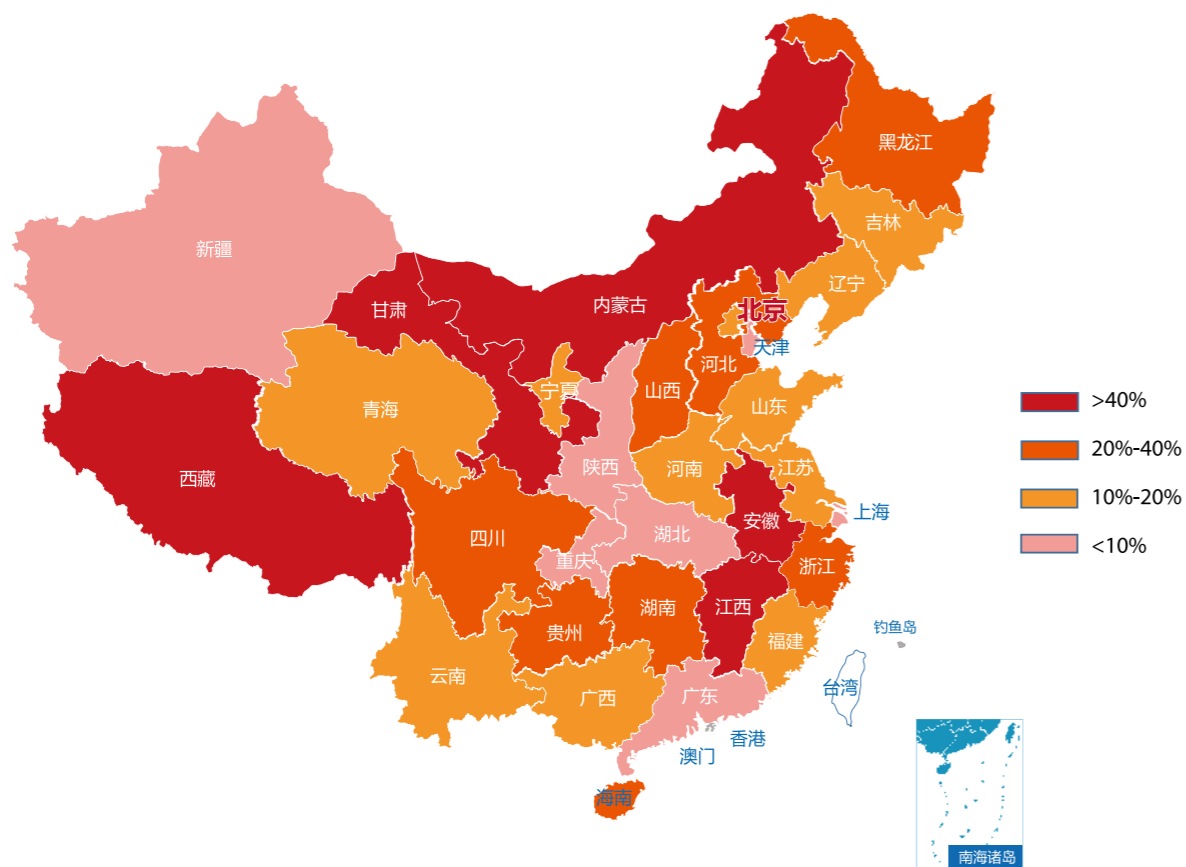 黑龙江
吉林
新疆
辽宁
甘肃
内蒙古
北京
天津
河北
山西
宁夏
青海
山东
>40%
20%-40%
10%-20%
<10%
陕西
河南
江苏
西藏
安徽
上海
四川
湖北
重庆
浙江
湖南
江西
贵州
钓鱼岛
福建
云南
广西
广东
台湾
香港
澳门
海南
南海诸岛